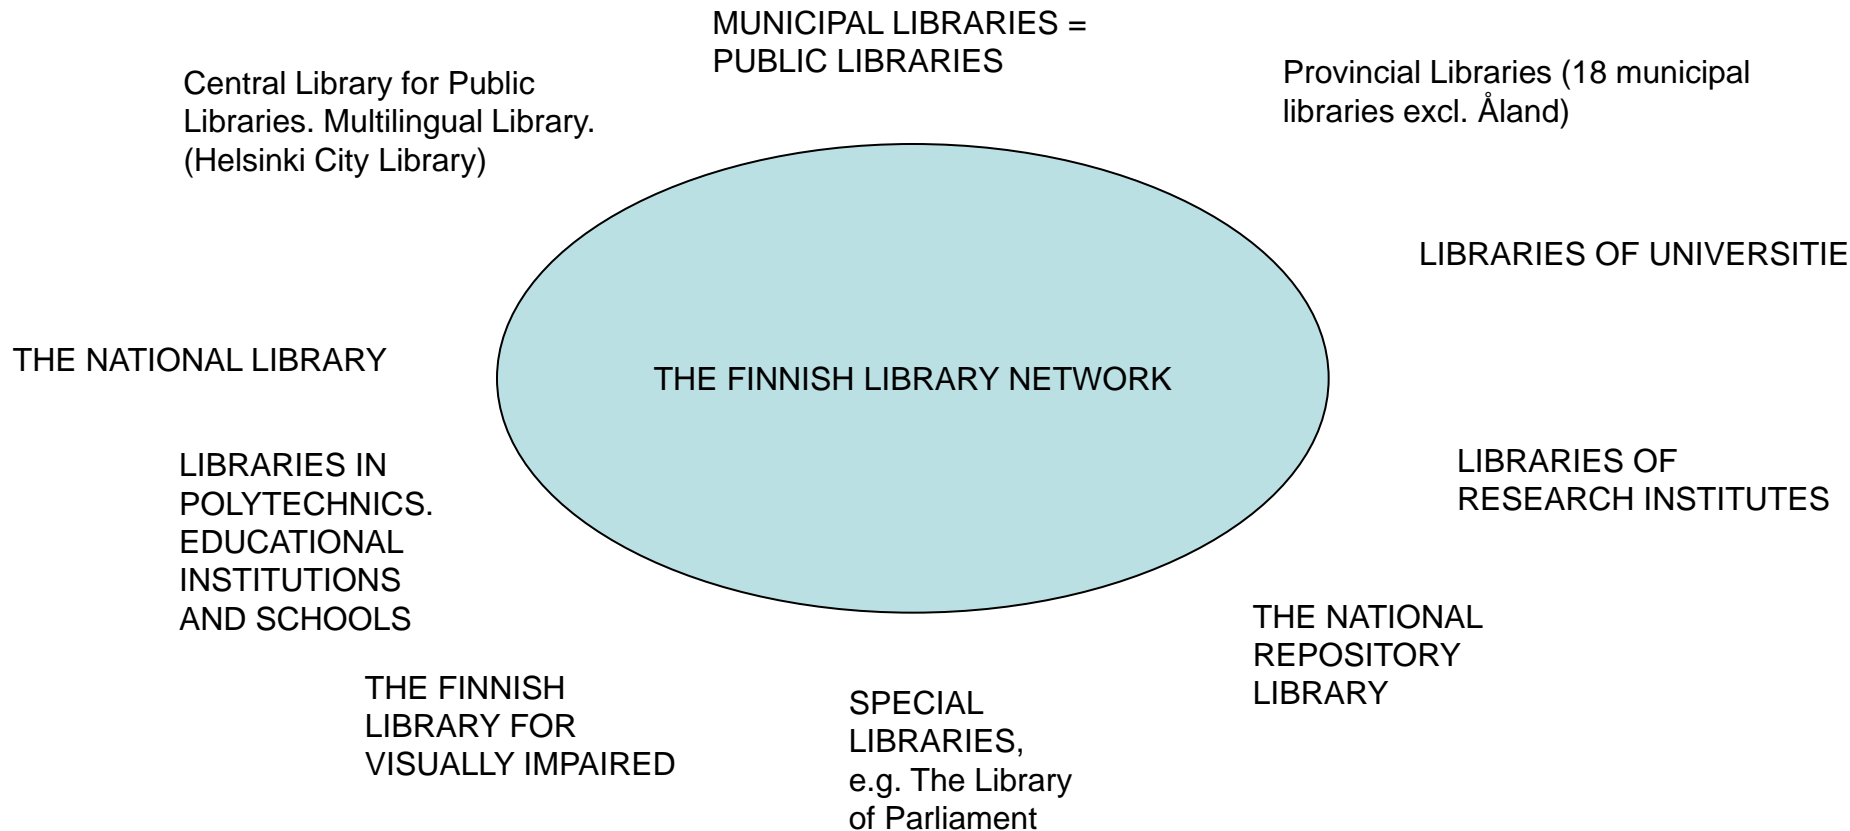 MUNICIPAL LIBRARIES =
PUBLIC LIBRARIES
Central Library for Public
Libraries. Multilingual Library.
(Helsinki City Library)
Provincial Libraries (18 municipal
libraries excl. Åland)
LIBRARIES OF UNIVERSITIE
THE NATIONAL LIBRARY
THE FINNISH LIBRARY NETWORK
LIBRARIES IN
POLYTECHNICS.
EDUCATIONAL
INSTITUTIONS
AND SCHOOLS
LIBRARIES OF
RESEARCH INSTITUTES
THE NATIONAL
REPOSITORY
LIBRARY
THE FINNISH
LIBRARY FOR
VISUALLY IMPAIRED
SPECIAL
LIBRARIES,
e.g. The Library
of Parliament